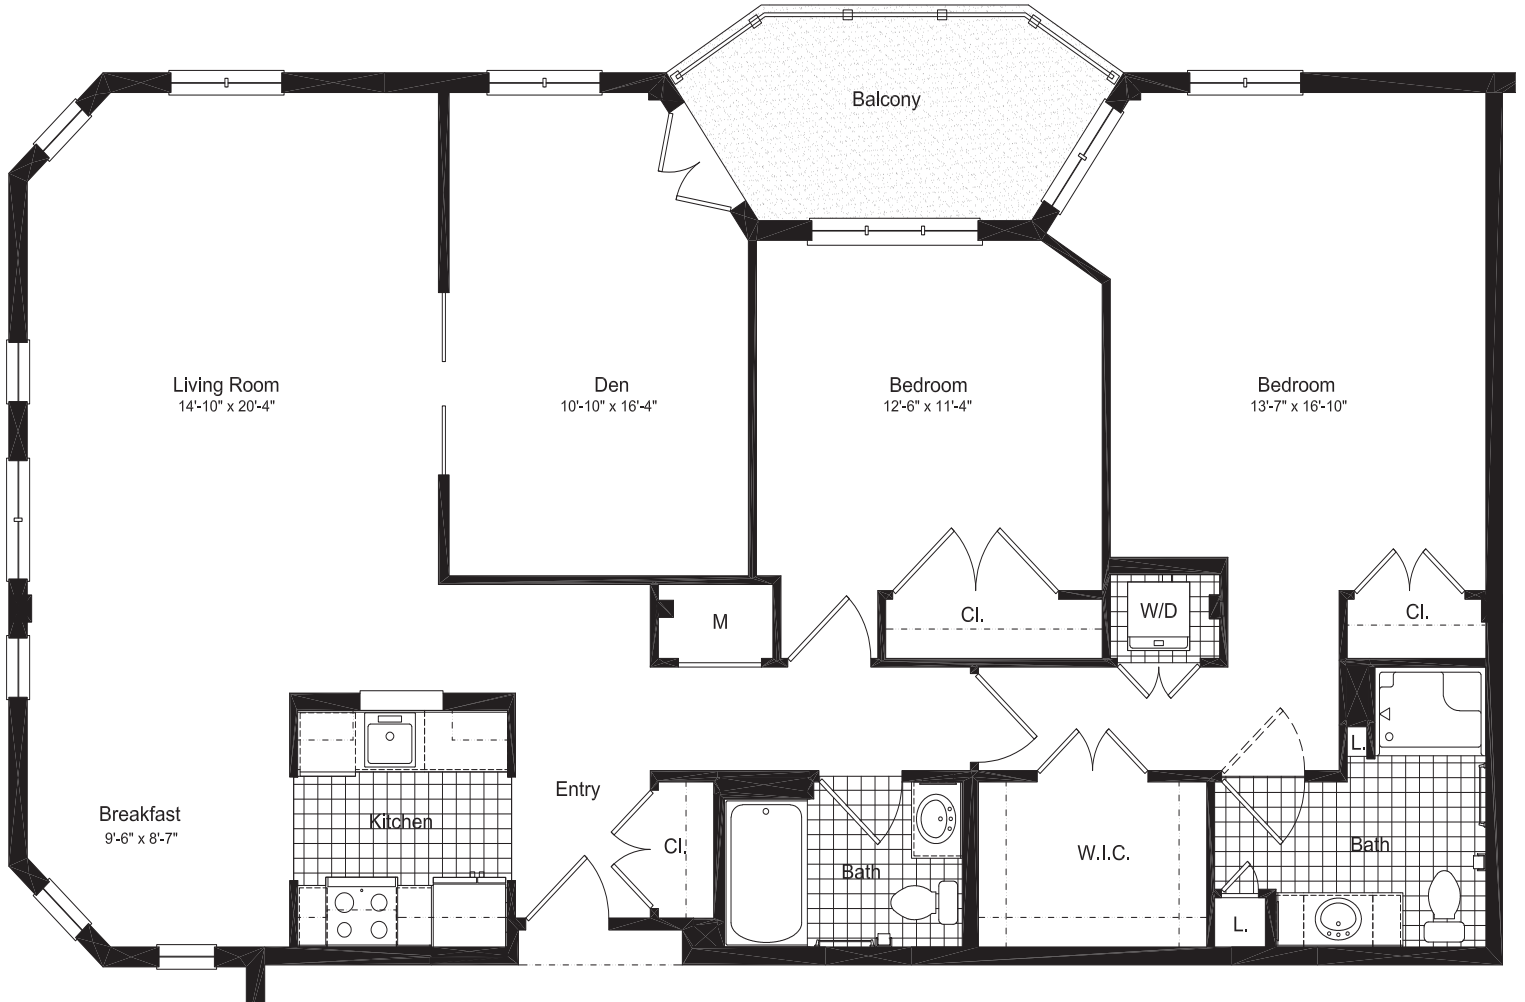 Balcony
Living Room
14'-10" x 20'-4"
Den
10'-10" x 16'-4"
Bedroom
12'-6" x 11'-4"
Bedroom
13'-7" x 16'-10"
M
Cl.
W/D
Cl.
L.
Entry
Breakfast
9'-6" x 8'-7"
Kitchen
Cl.
Bath
W.I.C.
Bath
L.